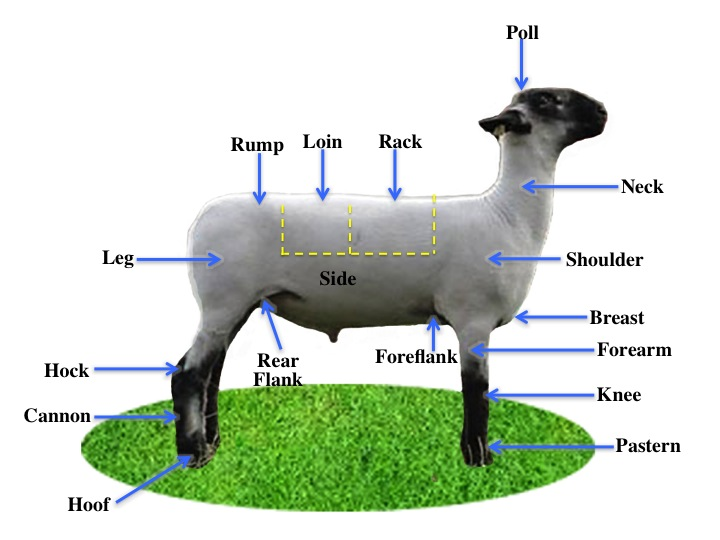 Poll
Rump
Loin
Rack
Neck
Leg
Shoulder
Side
Breast
Foreflank
Forearm
Rear
Flank
Hock
Knee
Cannon
Pastern
Hoof